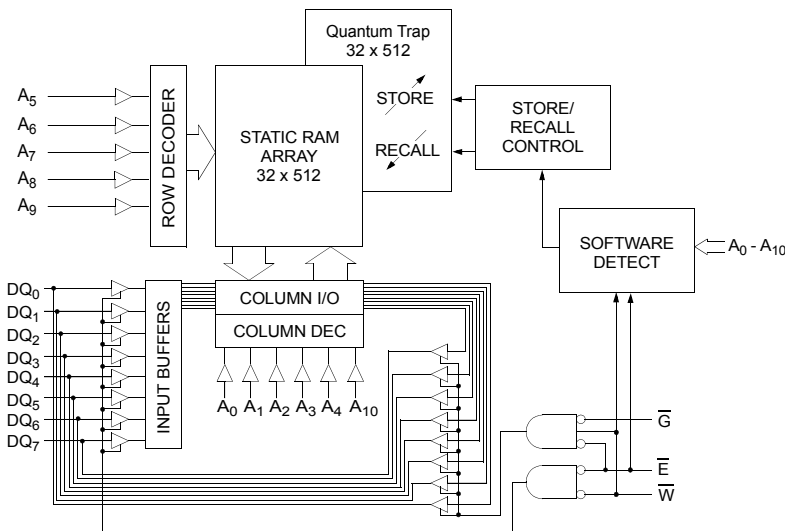 Quantum Trap
32 x 512
STORE
RECALL
STATIC RAM
ARRAY
32 x 512
STORE/
RECALL
CONTROL
A5
A6
A7
A8
A9
ROW DECODER
SOFTWARE
DETECT
A0 - A10
DQ0
DQ1
DQ2
DQ3
DQ4
DQ5
DQ6
DQ7
INPUT BUFFERS
COLUMN I/O
COLUMN DEC
A0 A1 A2 A3 A4 A10
G̅
E̅
W̅